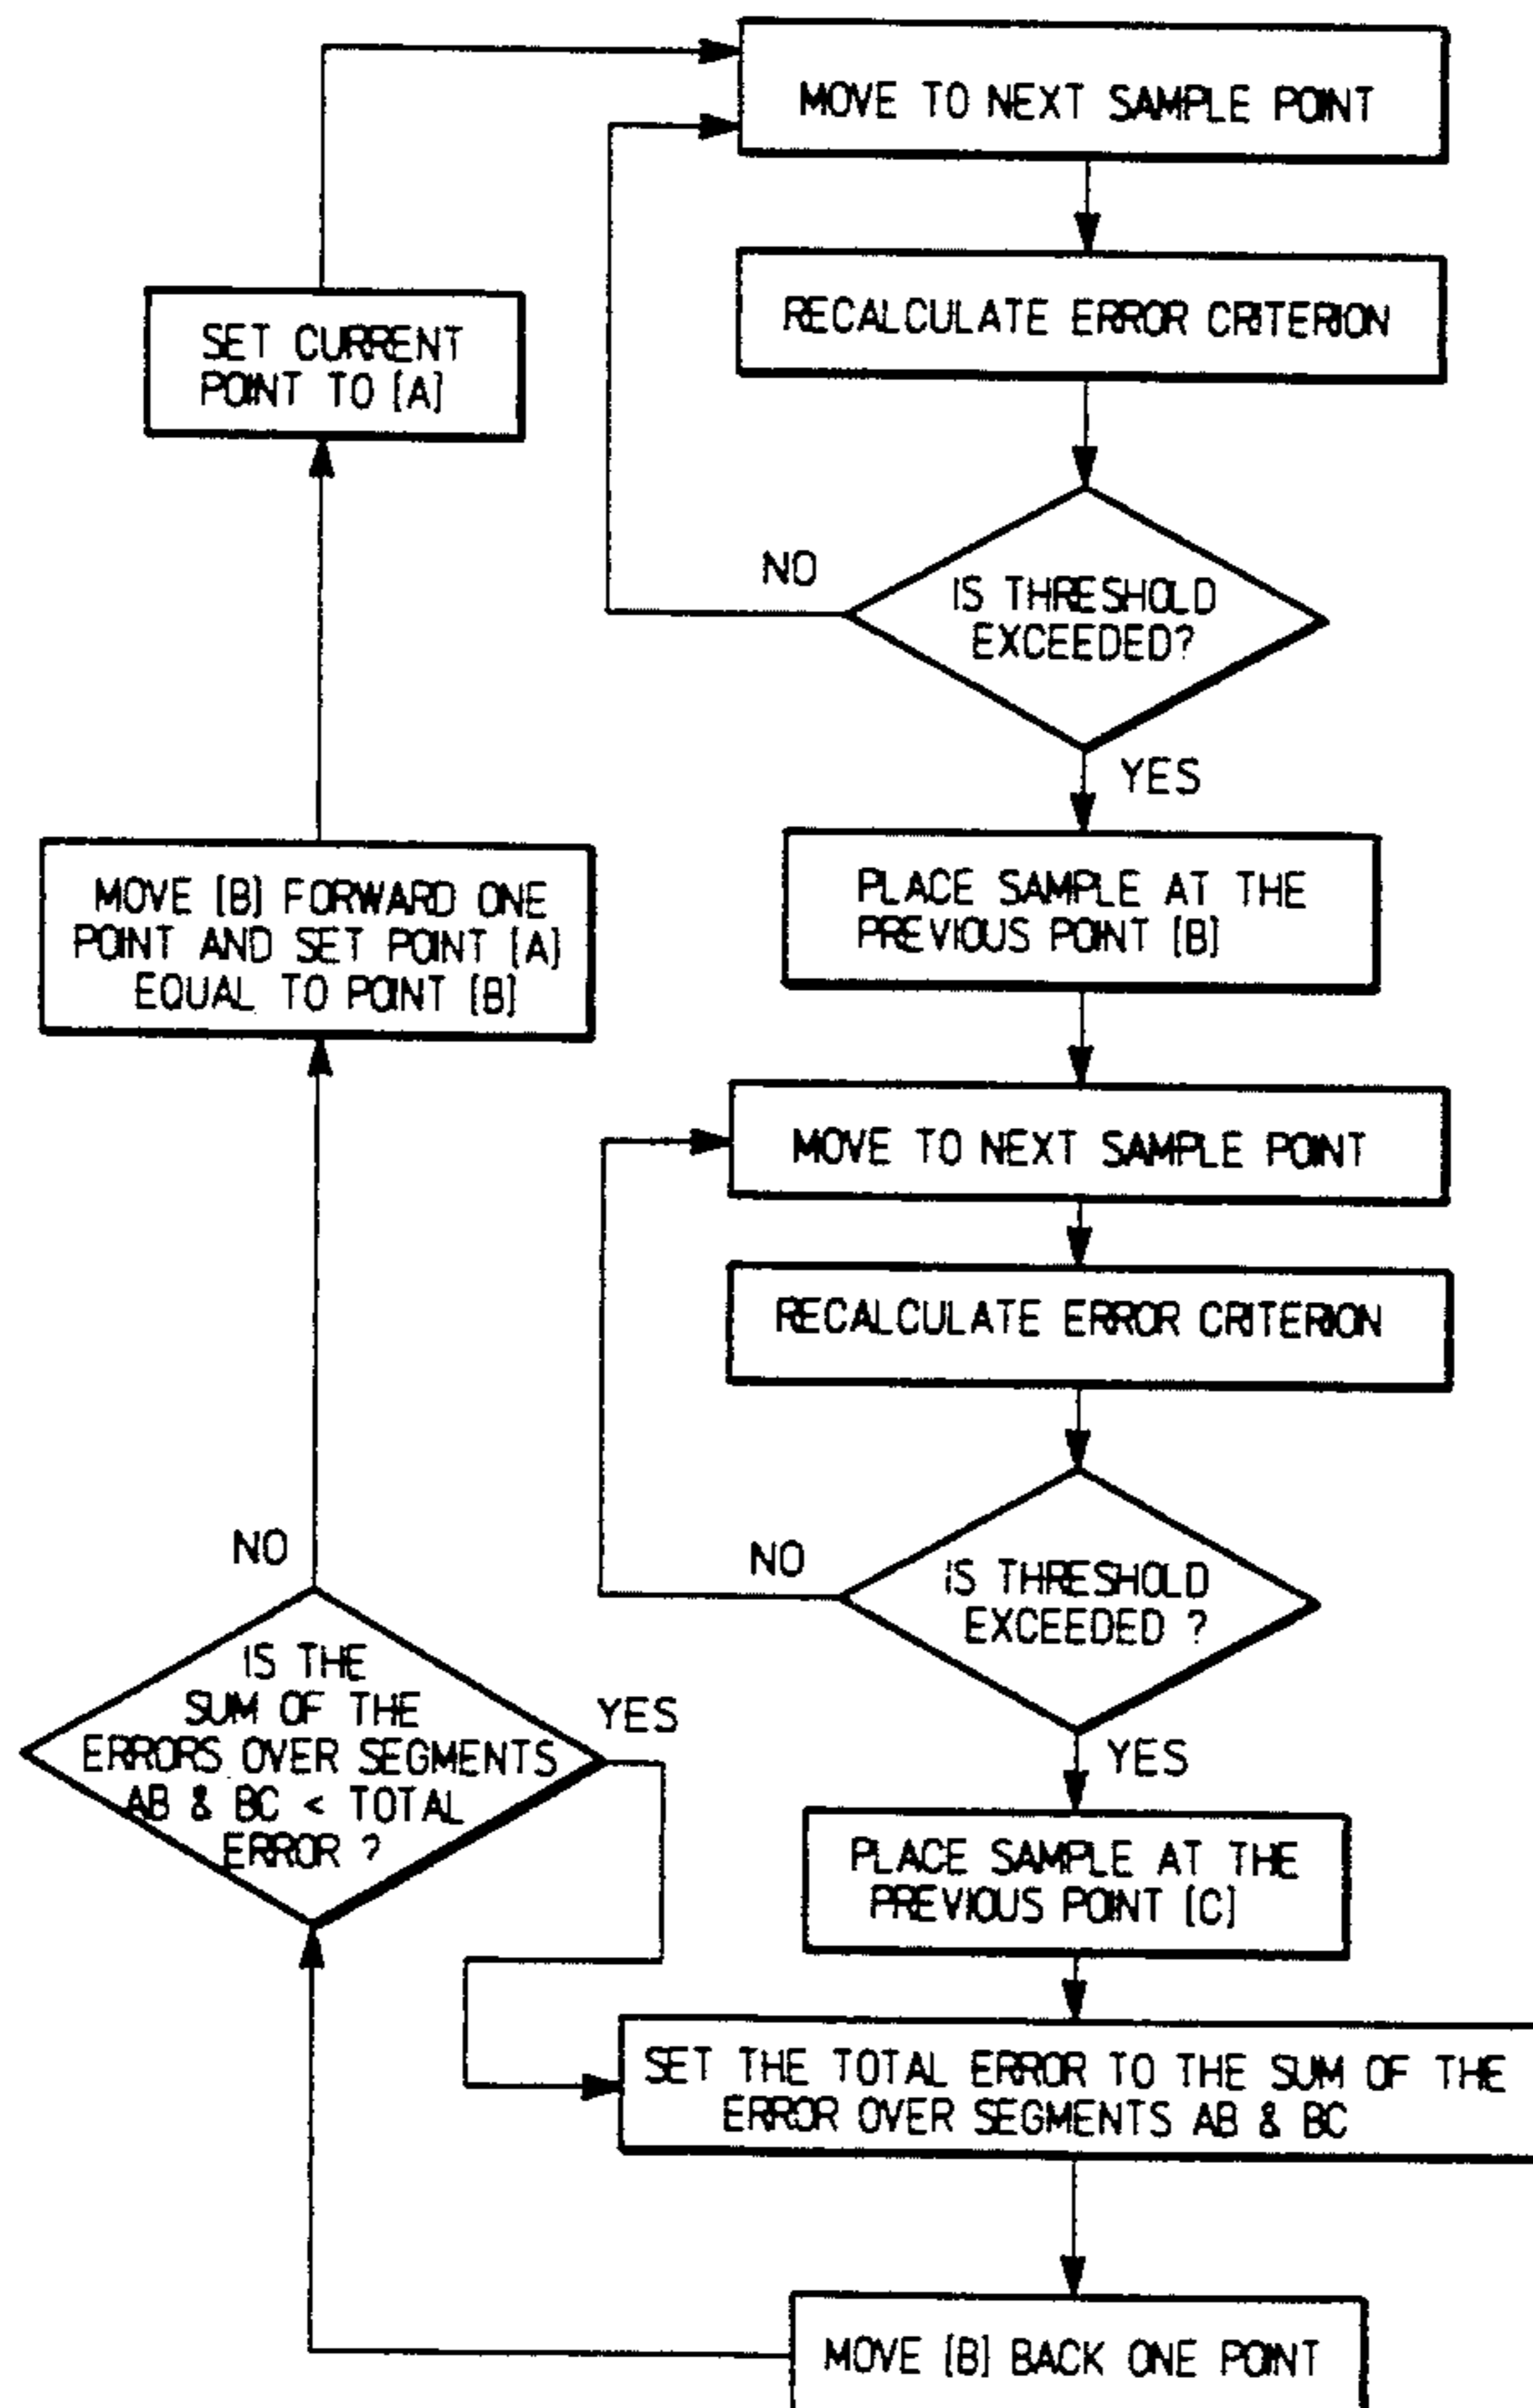 MOVE TO NEXT SAMPLE POINT
RECALCULATE ERROR CRITERION
SET CURRENT
POINT TO [A]
NO
IS THRESHOLD
EXCEEDED?
YES
PLACE SAMPLE AT THE
PREVIOUS POINT [B]
MOVE [B] FORWARD ONE
POINT AND SET POINT [A]
EQUAL TO POINT [B]
MOVE TO NEXT SAMPLE POINT
RECALCULATE ERROR CRITERION
NO
IS THRESHOLD
EXCEEDED ?
YES
NO
IS THE
SUM OF THE
ERRORS OVER SEGMENTS
AB & BC < TOTAL
ERROR ?
YES
PLACE SAMPLE AT THE
PREVIOUS POINT [C]
SET THE TOTAL ERROR TO THE SUM OF THE
ERROR OVER SEGMENTS AB & BC
MOVE [B] BACK ONE POINT